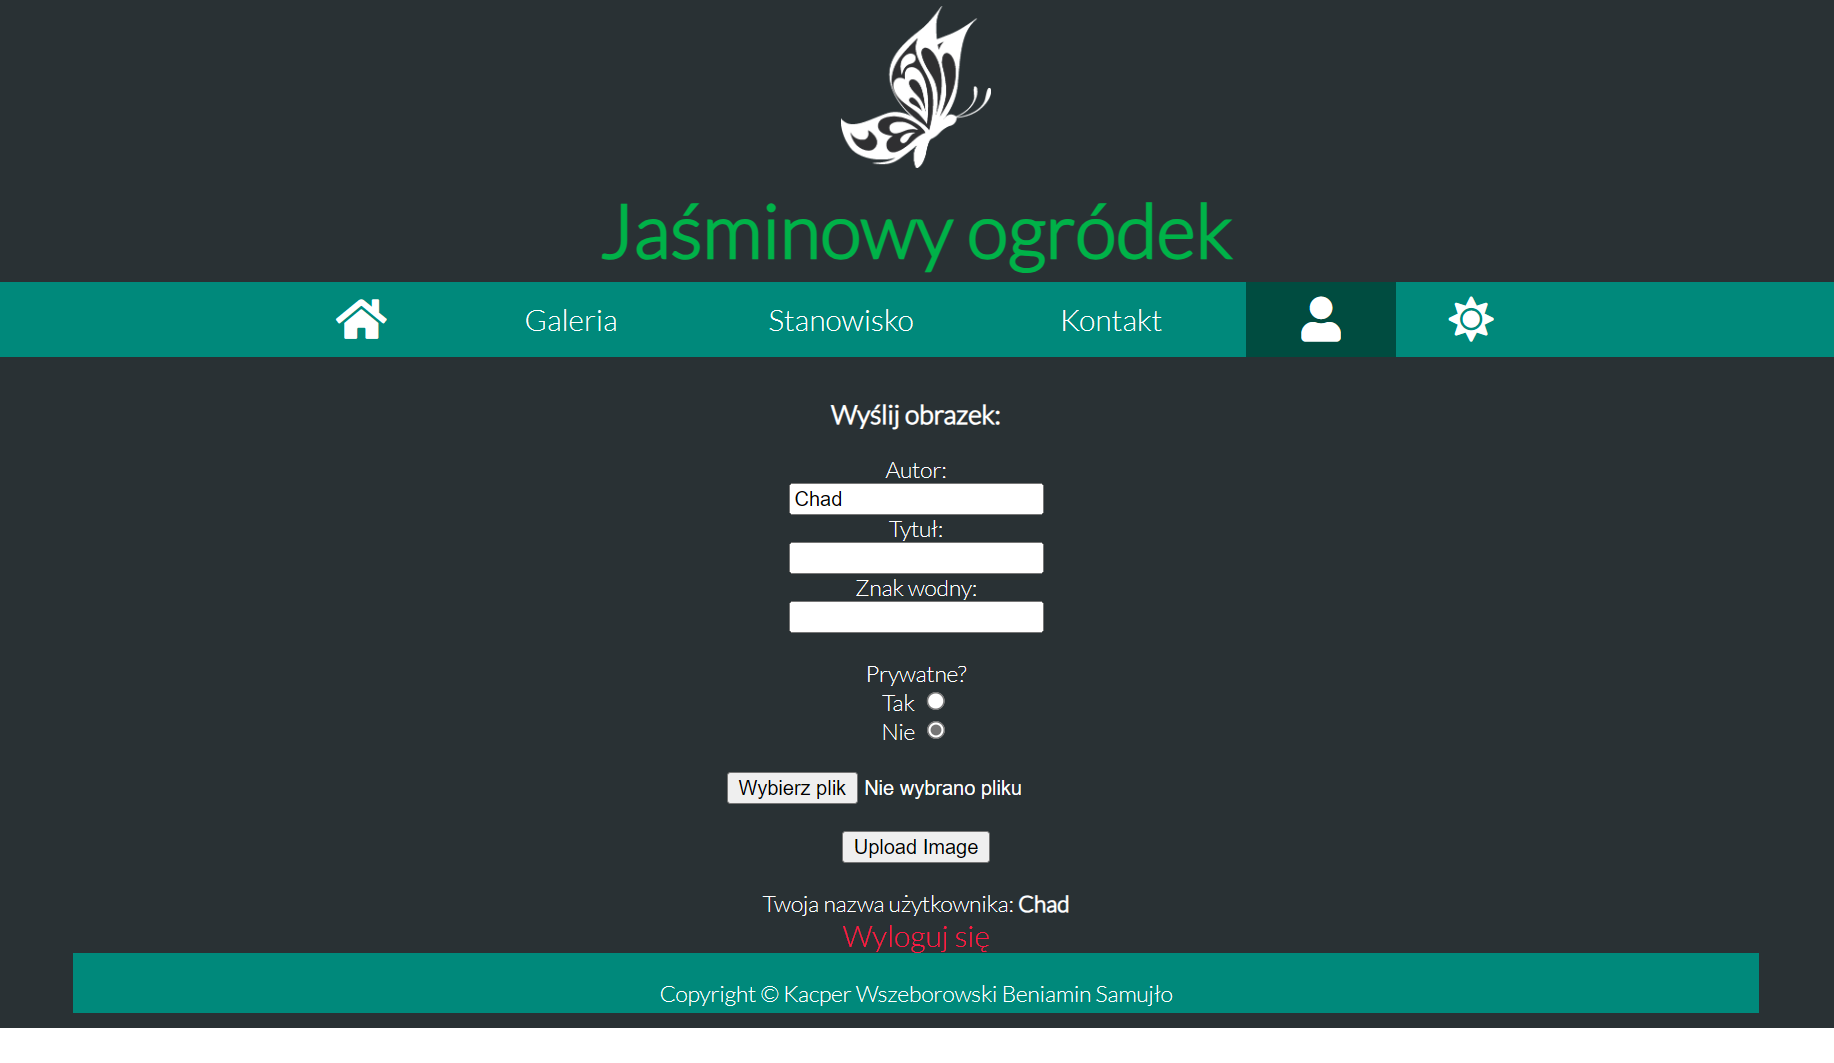 Jaśminowy ogródek
Galeria Stanowisko Kontakt
Wyślij obrazek:
Autor:
Chad
Tytuł:
Znak wodny:
Prywatne?
Tak
Nie
Wybierz plik Nie wybrano pliku
Upload Image
Twoja nazwa użytkownika: Chad
Wyloguj się
Copyright © Kacper Wszeborowski Beniamin Samujło